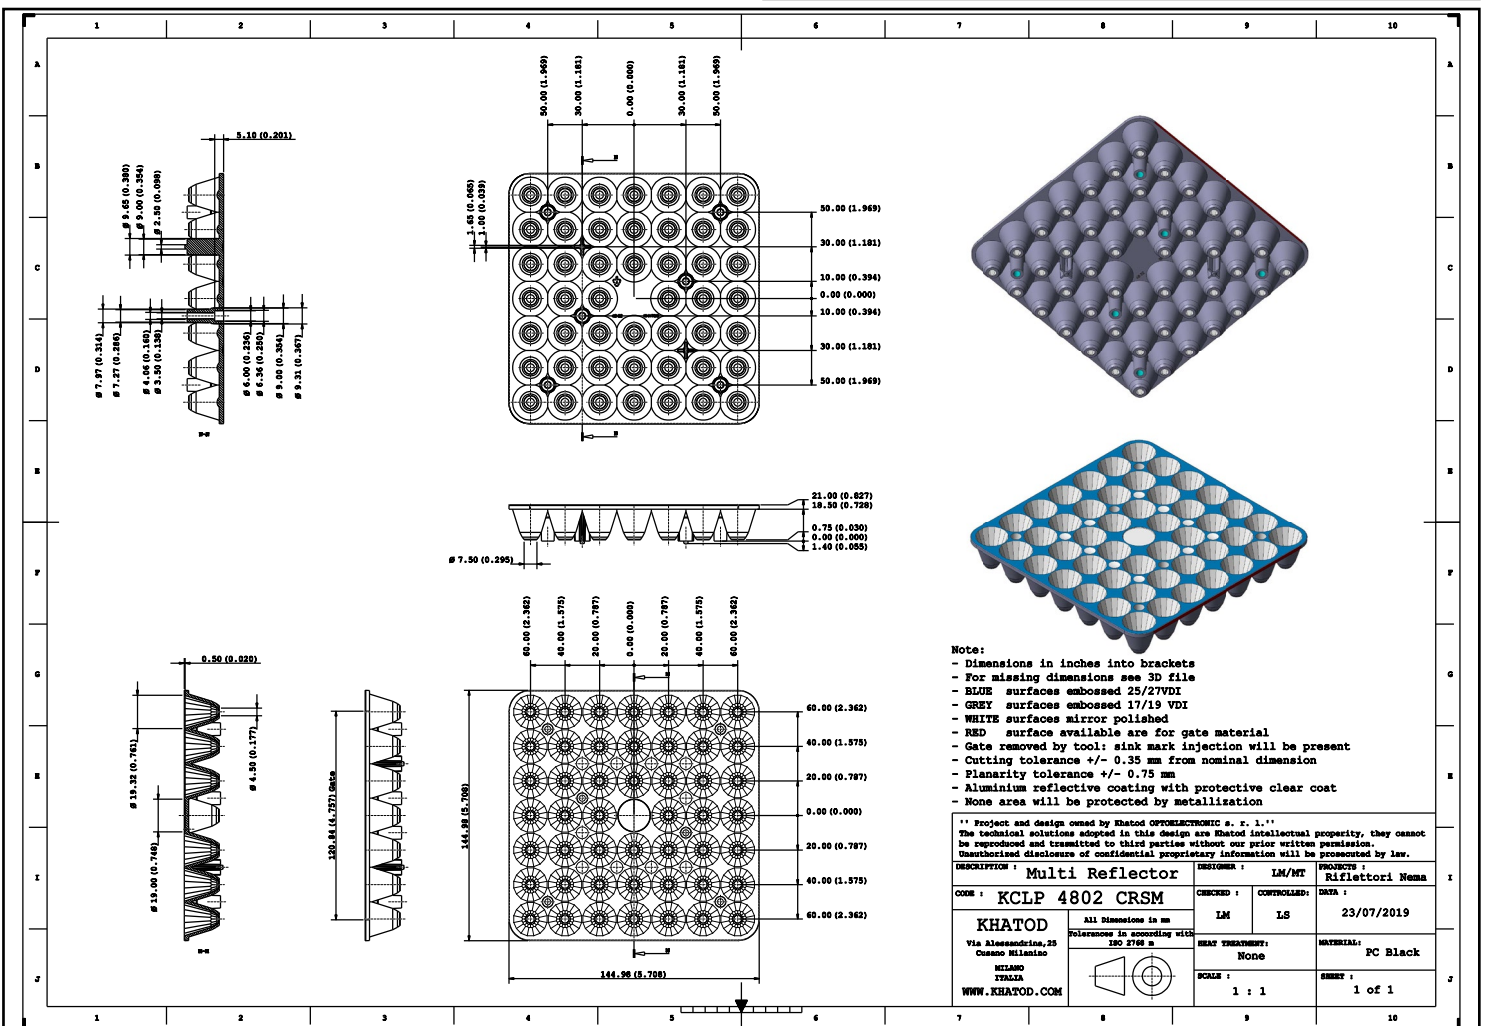 1 2 3 4 5 6 7 8 9 10
A A
B B
C C
D D
E E
F F
G G
H H
I I
J J
5.10 (0.201)
Ø 9.65 (0.380)
Ø 9.00 (0.354)
Ø 2.50 (0.098)
Ø 7.97 (0.314)
Ø 7.27 (0.286)
Ø 4.06 (0.160)
Ø 3.50 (0.138)
Ø 6.00 (0.236)
Ø 6.36 (0.250)
Ø 9.00 (0.354)
Ø 9.31 (0.367)
50.00 (1.969)
30.00 (1.181)
0.00 (0.000)
30.00 (1.181)
50.00 (1.969)
1.65 (0.065)
1.00 (0.039)
50.00 (1.969)
30.00 (1.181)
10.00 (0.394)
0.00 (0.000)
10.00 (0.394)
30.00 (1.181)
50.00 (1.969)
21.00 (0.827)
18.50 (0.728)
0.75 (0.030)
0.00 (0.000)
1.40 (0.055)
Ø 7.50 (0.295)
60.00 (2.362)
40.00 (1.575)
20.00 (0.787)
0.00 (0.000)
20.00 (0.787)
40.00 (1.575)
60.00 (2.362)
0.50 (0.020)
Ø 19.32 (0.761)
Ø 4.50 (0.177)
Ø 19.00 (0.748)
120.84 (4.757) Gate
144.98 (5.708)
60.00 (2.362)
40.00 (1.575)
20.00 (0.787)
0.00 (0.000)
20.00 (0.787)
40.00 (1.575)
60.00 (2.362)
144.98 (5.708)
Note:
- Dimensions in inches into brackets
- For missing dimensions see 3D file
- BLUE surfaces embossed 25/27VDI
- GREY surfaces embossed 17/19 VDI
- WHITE surfaces mirror polished
- RED surface available are for gate material
- Gate removed by tool: sink mark injection will be present
- Cutting tolerance +/- 0.35 mm from nominal dimension
- Planarity tolerance +/- 0.75 mm
- Aluminium reflective coating with protective clear coat
- None area will be protected by metallization
'' Project and design owned by Khatod OPTOELECTRONIC s. r. l.''
The technical solutions adopted in this design are Khatod intellectual properity, they cannot
be reproduced and trasmitted to third parties without our prior written permission.
Unauthorized disclosure of confidential proprietary information will be prosecuted by law.
DESCRIPTION : Multi Reflector
DESIGNER : LM/MT
PROJECTS : Riflettori Nema
CODE : KCLP 4802 CRSM
CHECKED : LM
CONTROLLED: LS
DATA : 23/07/2019
KHATOD
Via Alessandrina,25
Cusano Milanino
MILANO
ITALIA
WWW.KHATOD.COM
All Dimensions in mm
Tolerances in according with
ISO 2768 m
HEAT TREATMENT: None
MATERIAL: PC Black
SCALE : 1 : 1
SHEET : 1 of 1
1 2 3 4 5 6 7 8 9 10